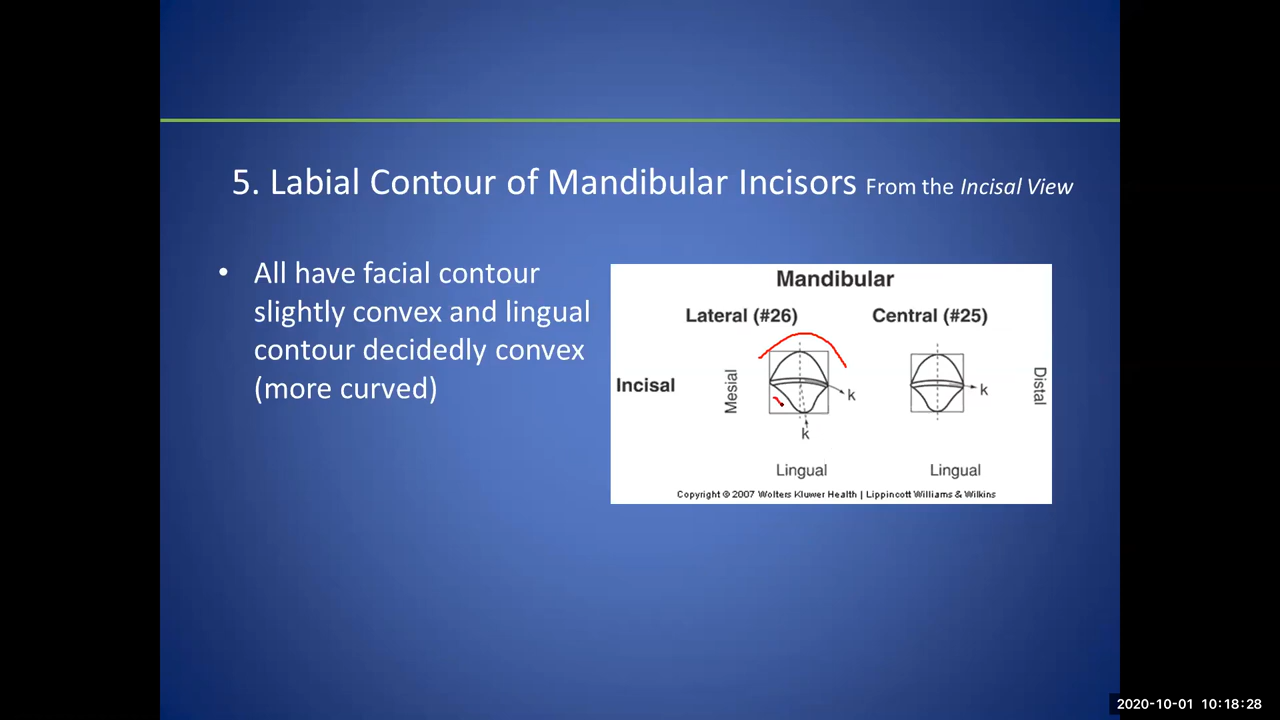 5. Labial Contour of Mandibular Incisors From the Incisal View
• All have facial contour
slightly convex and lingual
contour decidedly convex
(more curved)
Mandibular
Lateral (#26) Central (#25)
Incisal Mesial k k Distal
k
Lingual Lingual
Copyright © 2007 Wolters Kluwer Health | Lippincott Williams & Wilkins
2020-10-01 10:18:28